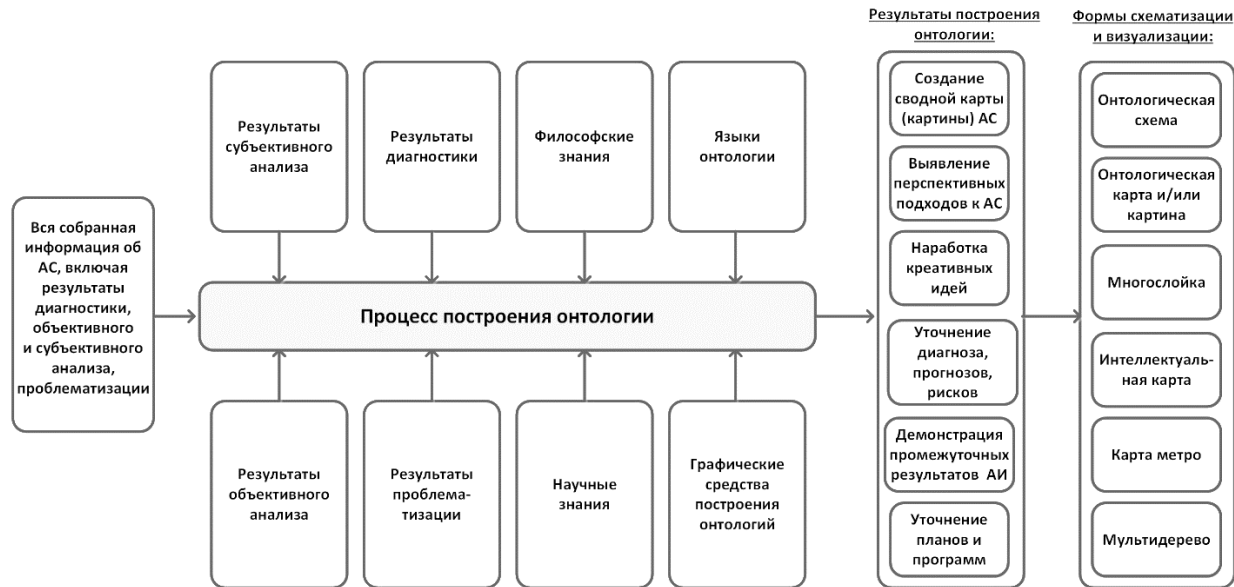 Результаты построения
онтологии:
Формы схематизации
и визуализации:
Вся собранная
информация об
АС, включая
результаты
диагностики,
объективного
и субъективного
анализа,
проблематизации
Результаты
субъективного
анализа
Результаты
диагностики
Философские
знания
Языки
онтологии
Процесс построения онтологии
Результаты
объективного
анализа
Результаты
проблема-
тизации
Научные
знания
Графические
средства
построения
онтологий
Создание
сводной карты
(картины) АС
Выявление
перспективных
подходов к АС
Наработка
креативных
идей
Уточнение
диагноза,
прогнозов,
рисков
Демонстрация
промежуточных
результатов АИ
Уточнение
планов и
программ
Онтологическая
схема
Онтологическая
карта и/или
картина
Многослойка
Интеллектуаль-
ная карта
Карта метро
Мультидерево